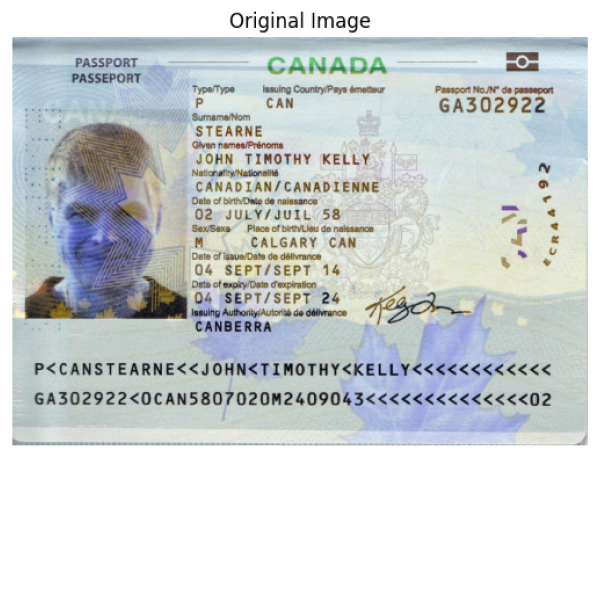 Original Image
PASSPORT
PASSEPORT
CANADA
Type/Type Issuing Country/Pays émetteur Passport No./N° de passeport
P CAN GA302922
Surname/Nom
STEARNE
Given names/Prénoms
JOHN TIMOTHY KELLY
Nationality/Nationalité
CANADIAN/CANADIENNE
Date of birth/Date de naissance
02 JULY/JUIL 58
Sex/Sexe Place of birth/Lieu de naissance
M CALGARY CAN
Date of issue/Date de délivrance
04 SEPT/SEPT 14
Date of expiry/Date d'expiration
04 SEPT/SEPT 24
Issuing Authority/Autorité de délivrance
CANBERRA
P<CANSTEARNE<<JOHN<TIMOTHY<KELLY<<<<<<<<<<<<
GA302922<0CAN5807020M2409043<<<<<<<<<<<<<<02